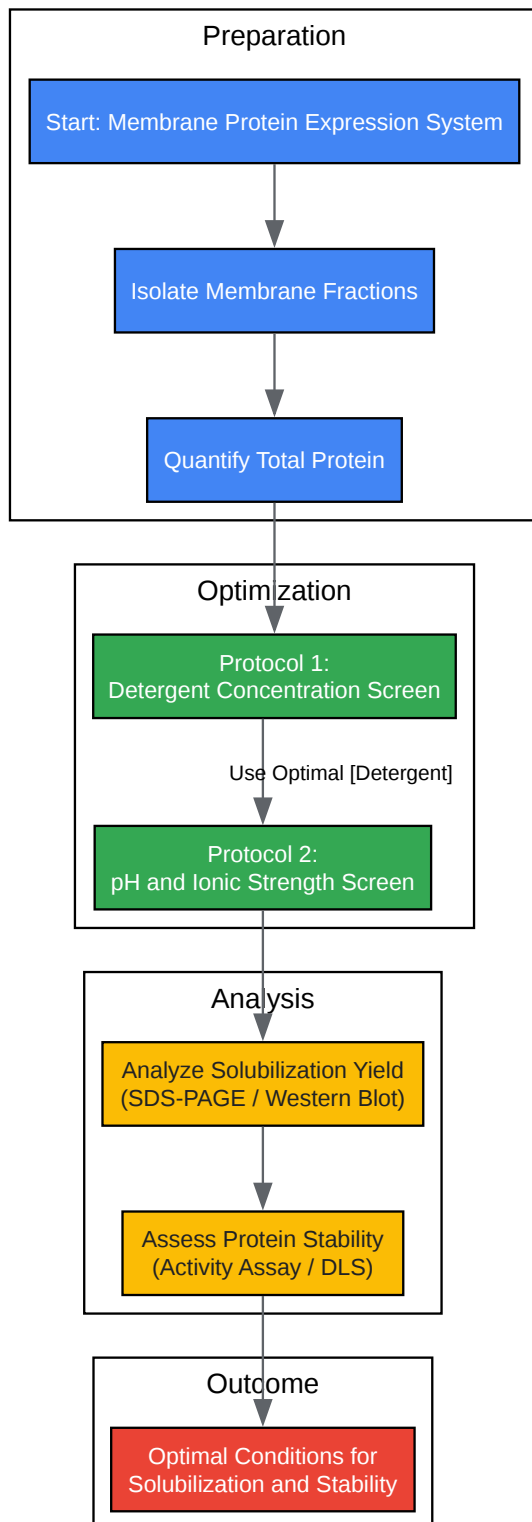 Preparation
Start: Membrane Protein Expression System
Isolate Membrane Fractions
Quantify Total Protein
Optimization
Protocol 1:
Detergent Concentration Screen
Use Optimal [Detergent]
Protocol 2:
pH and Ionic Strength Screen
Analysis
Analyze Solubilization Yield
(SDS-PAGE / Western Blot)
Assess Protein Stability
(Activity Assay / DLS)
Outcome
Optimal Conditions for
Solubilization and Stability